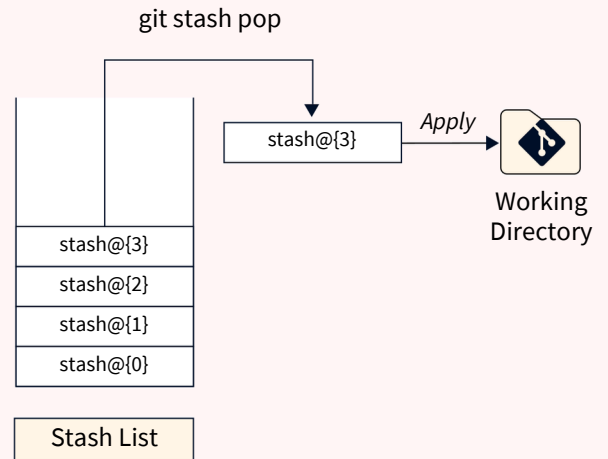 git stash pop
stash@{3}
Apply
Working
Directory
stash@{3}
stash@{2}
stash@{1}
stash@{0}
Stash List